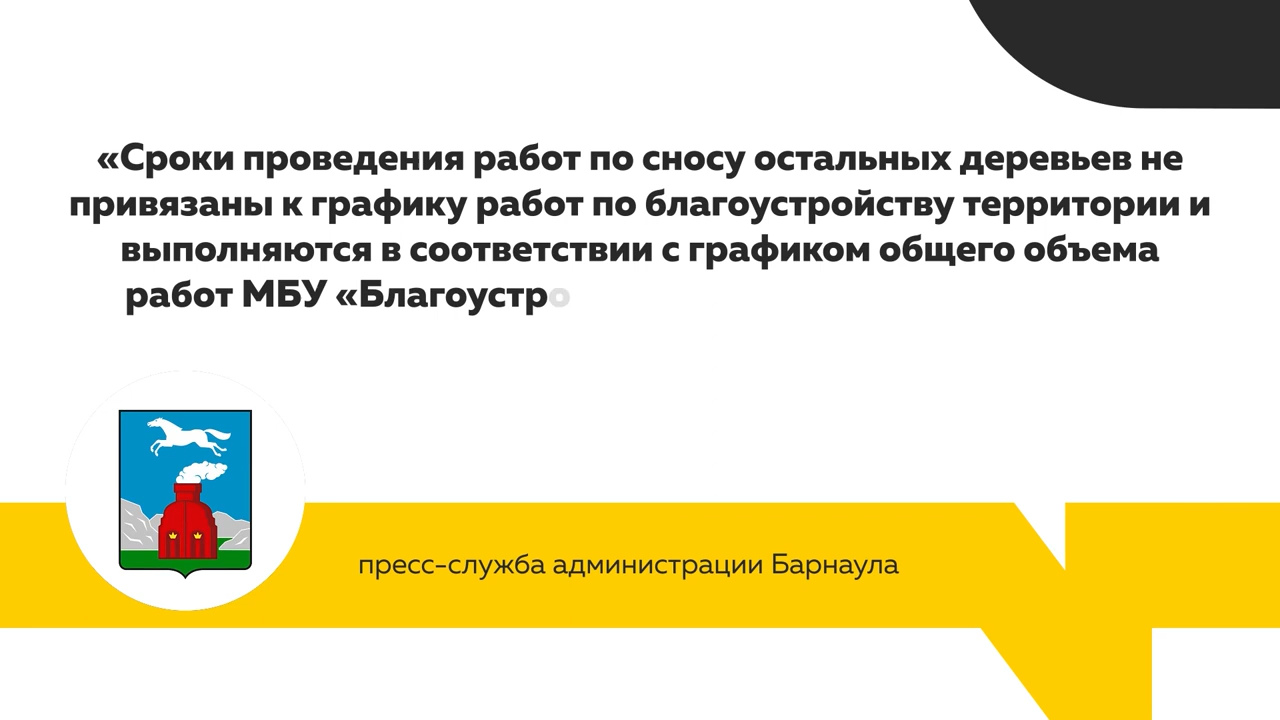 «Сроки проведения работ по сносу остальных деревьев не
привязаны к графику работ по благоустройству территории и
выполняются в соответствии с графиком общего объема
работ МБУ «Благоустро
пресс-служба администрации Барнаула